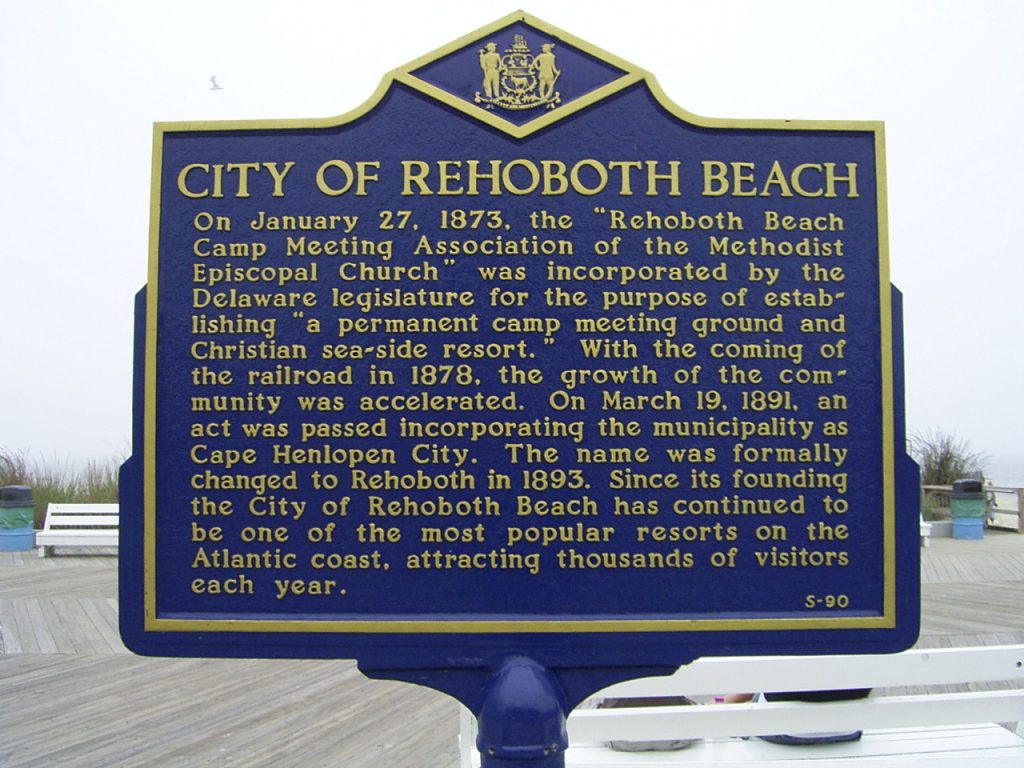 CITY OF REHOBOTH BEACH
On January 27, 1873, the "Rehoboth Beach
Camp Meeting Association of the Methodist
Episcopal Church" was incorporated by the
Delaware legislature for the purpose of estab-
lishing "a permanent camp meeting ground and
Christian sea-side resort." With the coming of
the railroad in 1878, the growth of the com-
munity was accelerated. On March 19, 1891, an
act was passed incorporating the municipality as
Cape Henlopen City. The name was formally
changed to Rehoboth in 1893. Since its founding
the City of Rehoboth Beach has continued to
be one of the most popular resorts on the
Atlantic coast, attracting thousands of visitors
each year.
S-90